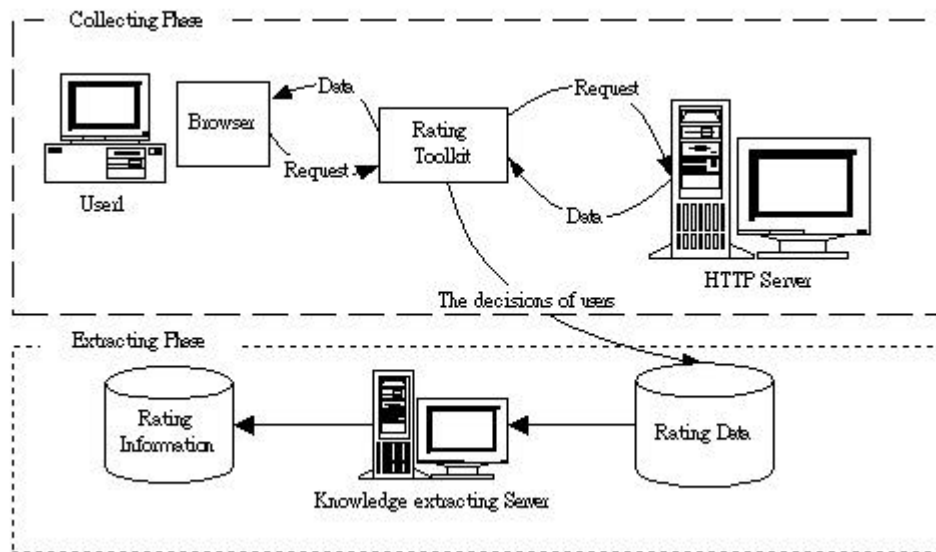 Collecting Phase
Data
Request
Browser
Rating
Toolkit
Request
User1
Data
HTTP Server
The decisions of users
Extracting Phase
Rating
Information
Rating Data
Knowledge extracting Server